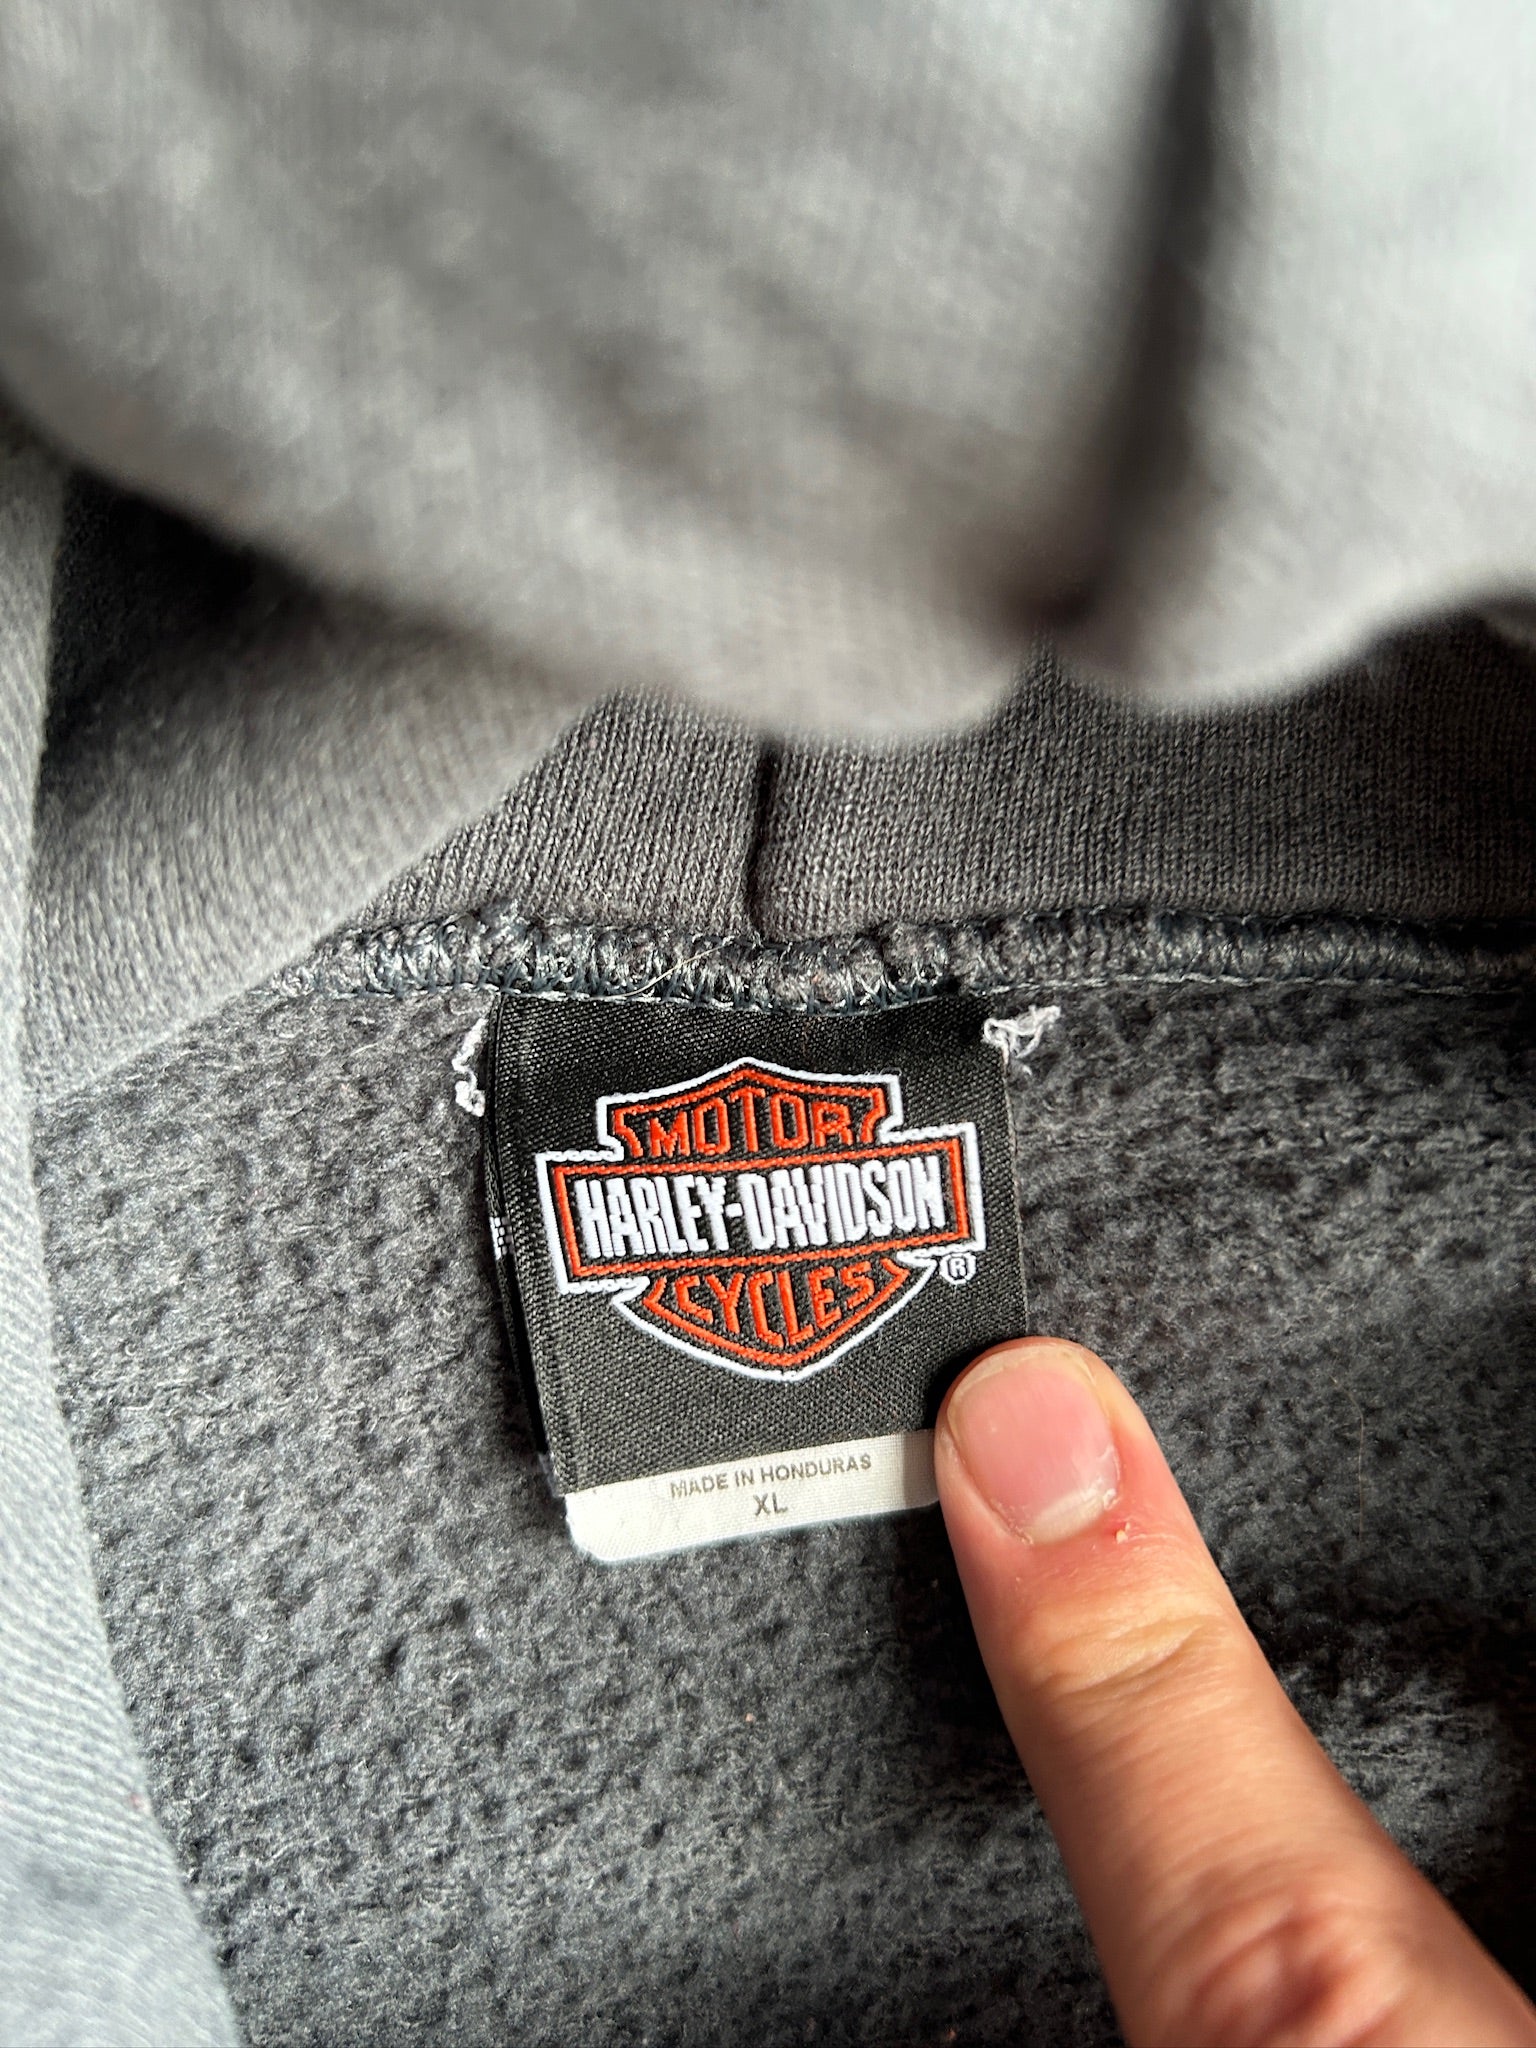 MOTOR
HARLEY-DAVIDSON
CYCLES
®
MADE IN HONDURAS
XL